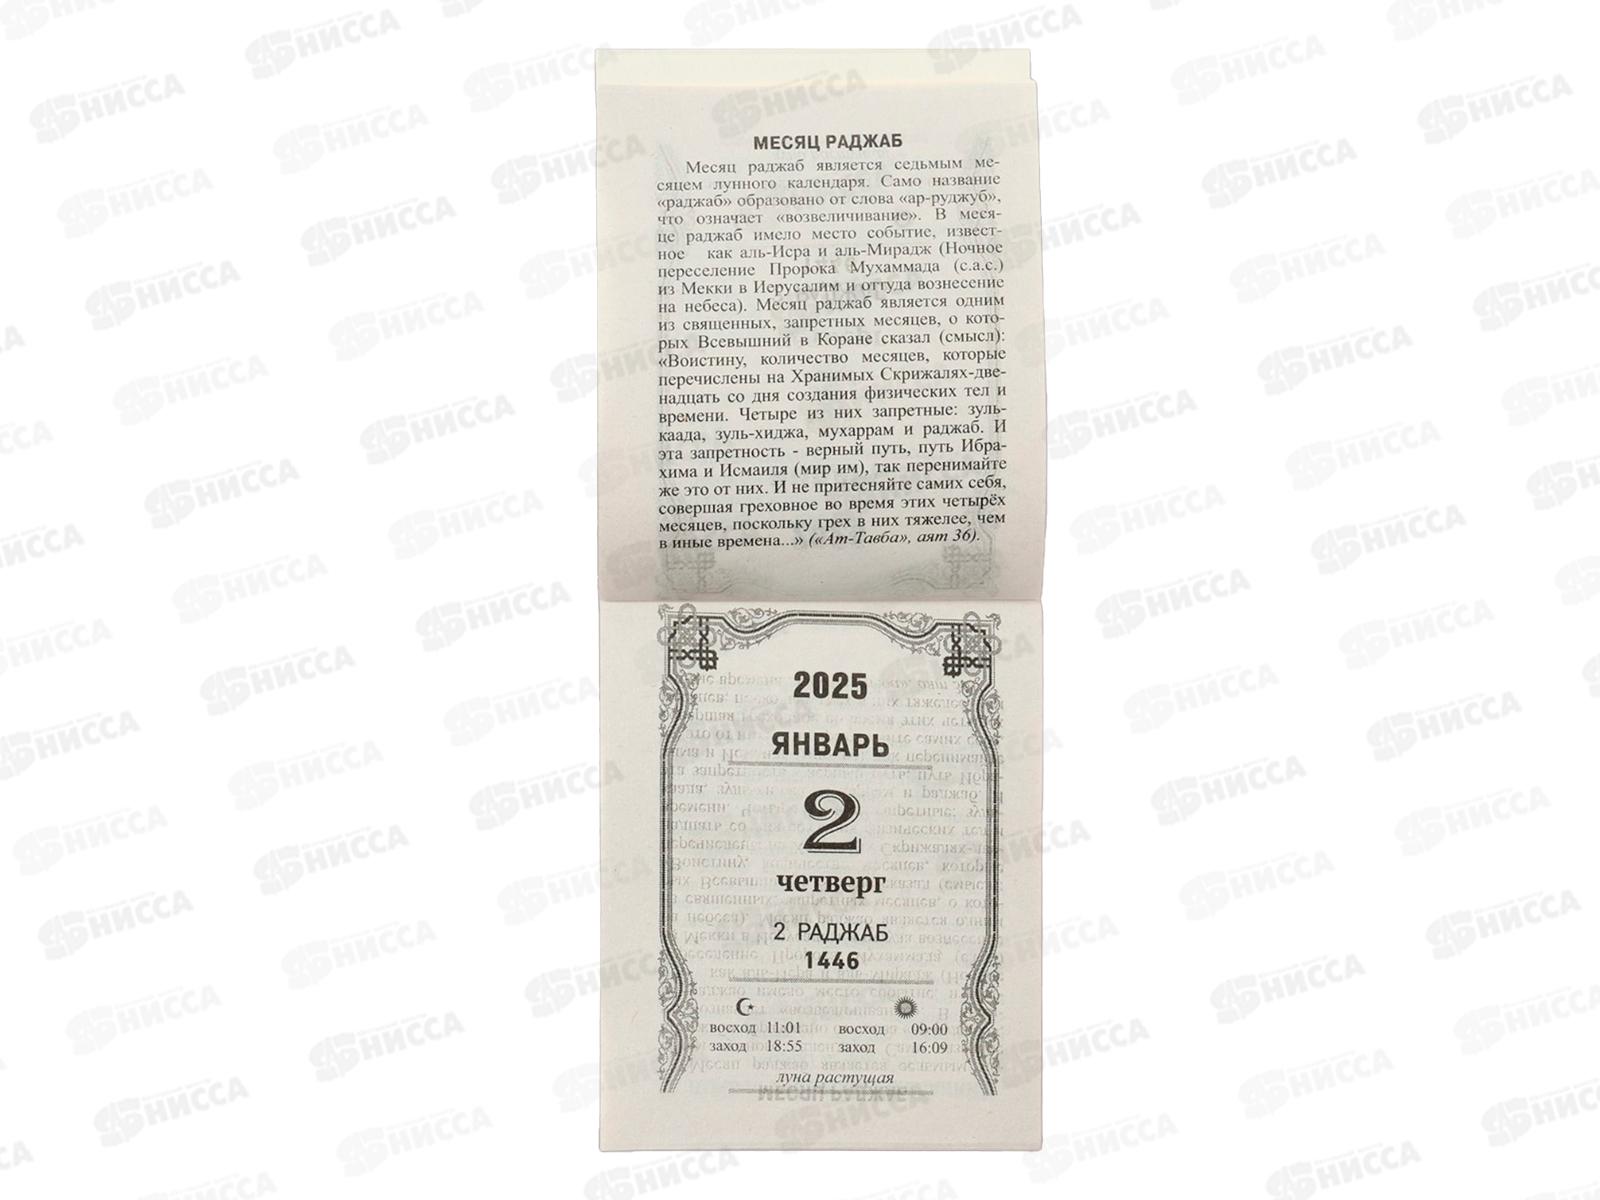 МЕСЯЦ РАДЖАБ
Месяц раджаб является седьмым ме-
сяцем лунного календаря. Само название
«раджаб» образовано от слова «ар-руджуб»,
что означает «возвеличивание». В меся-
це раджаб имело место событие, извест-
ное как аль-Исра и аль-Мирадж (Ночное
переселение Пророка Мухаммада (с.а.с.)
из Мекки в Иерусалим и оттуда вознесение
на небеса). Месяц раджаб является одним
из священных, запретных месяцев, о кото-
рых Всевышний в Коране сказал (смысл):
«Воистину, количество месяцев, которые
перечислены на Хранимых Скрижалях-две-
надцать со дня создания физических тел и
времени. Четыре из них запретные: зуль-
каада, зуль-хиджа, мухаррам и раджаб. И
эта запретность - верный путь, путь Ибра-
хима и Исмаиля (мир им), так перенимайте
же это от них. И не притесняйте самих себя,
совершая греховное во время этих четырёх
месяцев, поскольку грех в них тяжелее, чем
в иные времена...» («Ат-Тавба», аят 36).
2025
ЯНВАРЬ
2
четверг
2 РАДЖАБ
1446
восход 11:01 восход 09:00
заход 18:55 заход 16:09
луна растущая